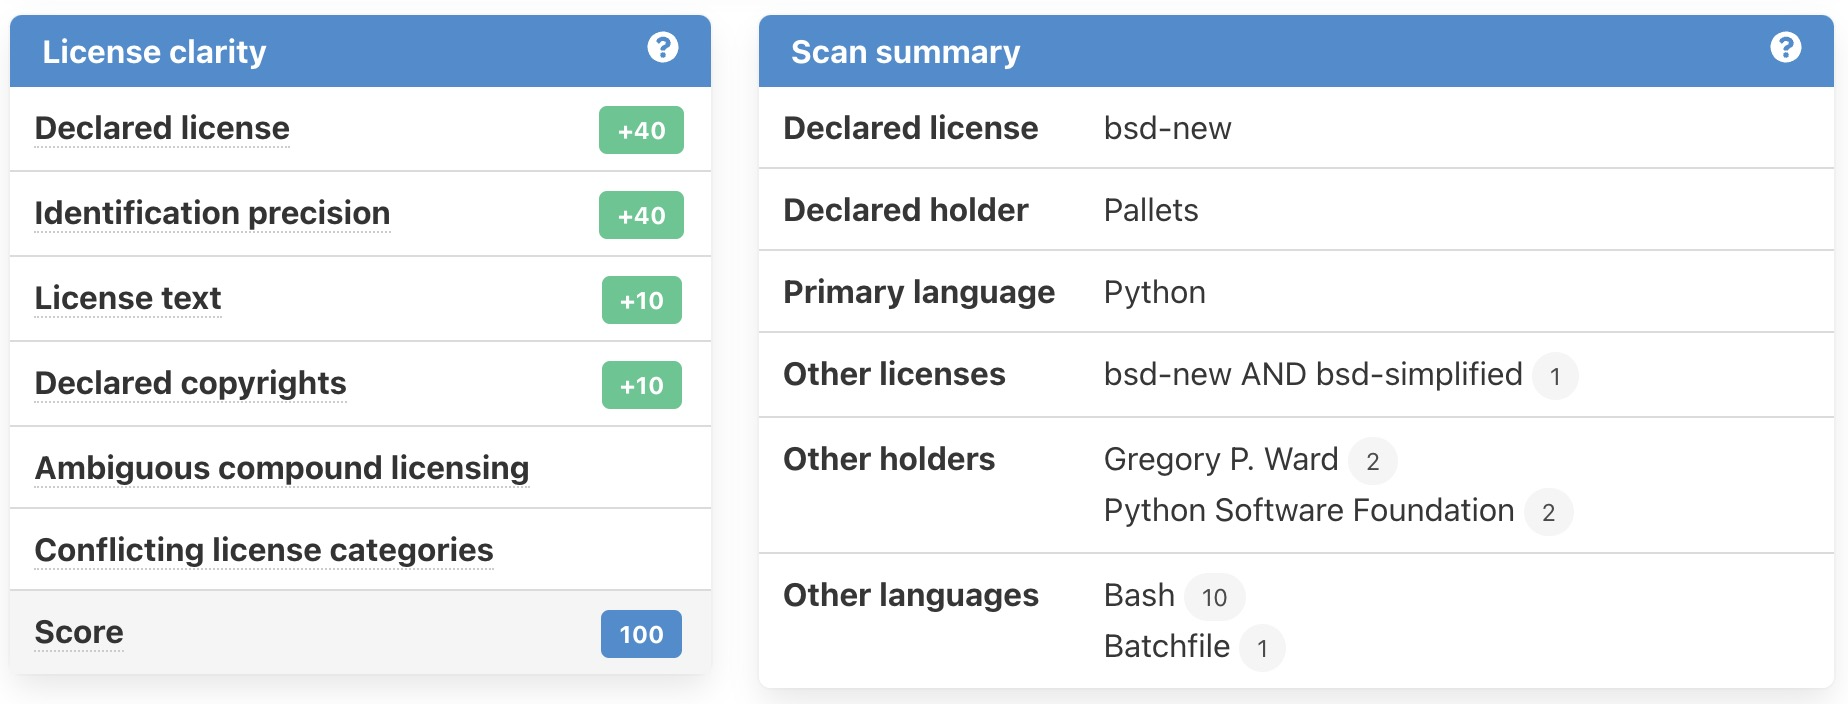 License clarity
Declared license +40
Identification precision +40
License text +10
Declared copyrights +10
Ambiguous compound licensing
Conflicting license categories
Score 100
Scan summary
Declared license bsd-new
Declared holder Pallets
Primary language Python
Other licenses bsd-new AND bsd-simplified 1
Other holders Gregory P. Ward 2
Python Software Foundation 2
Other languages Bash 10
Batchfile 1